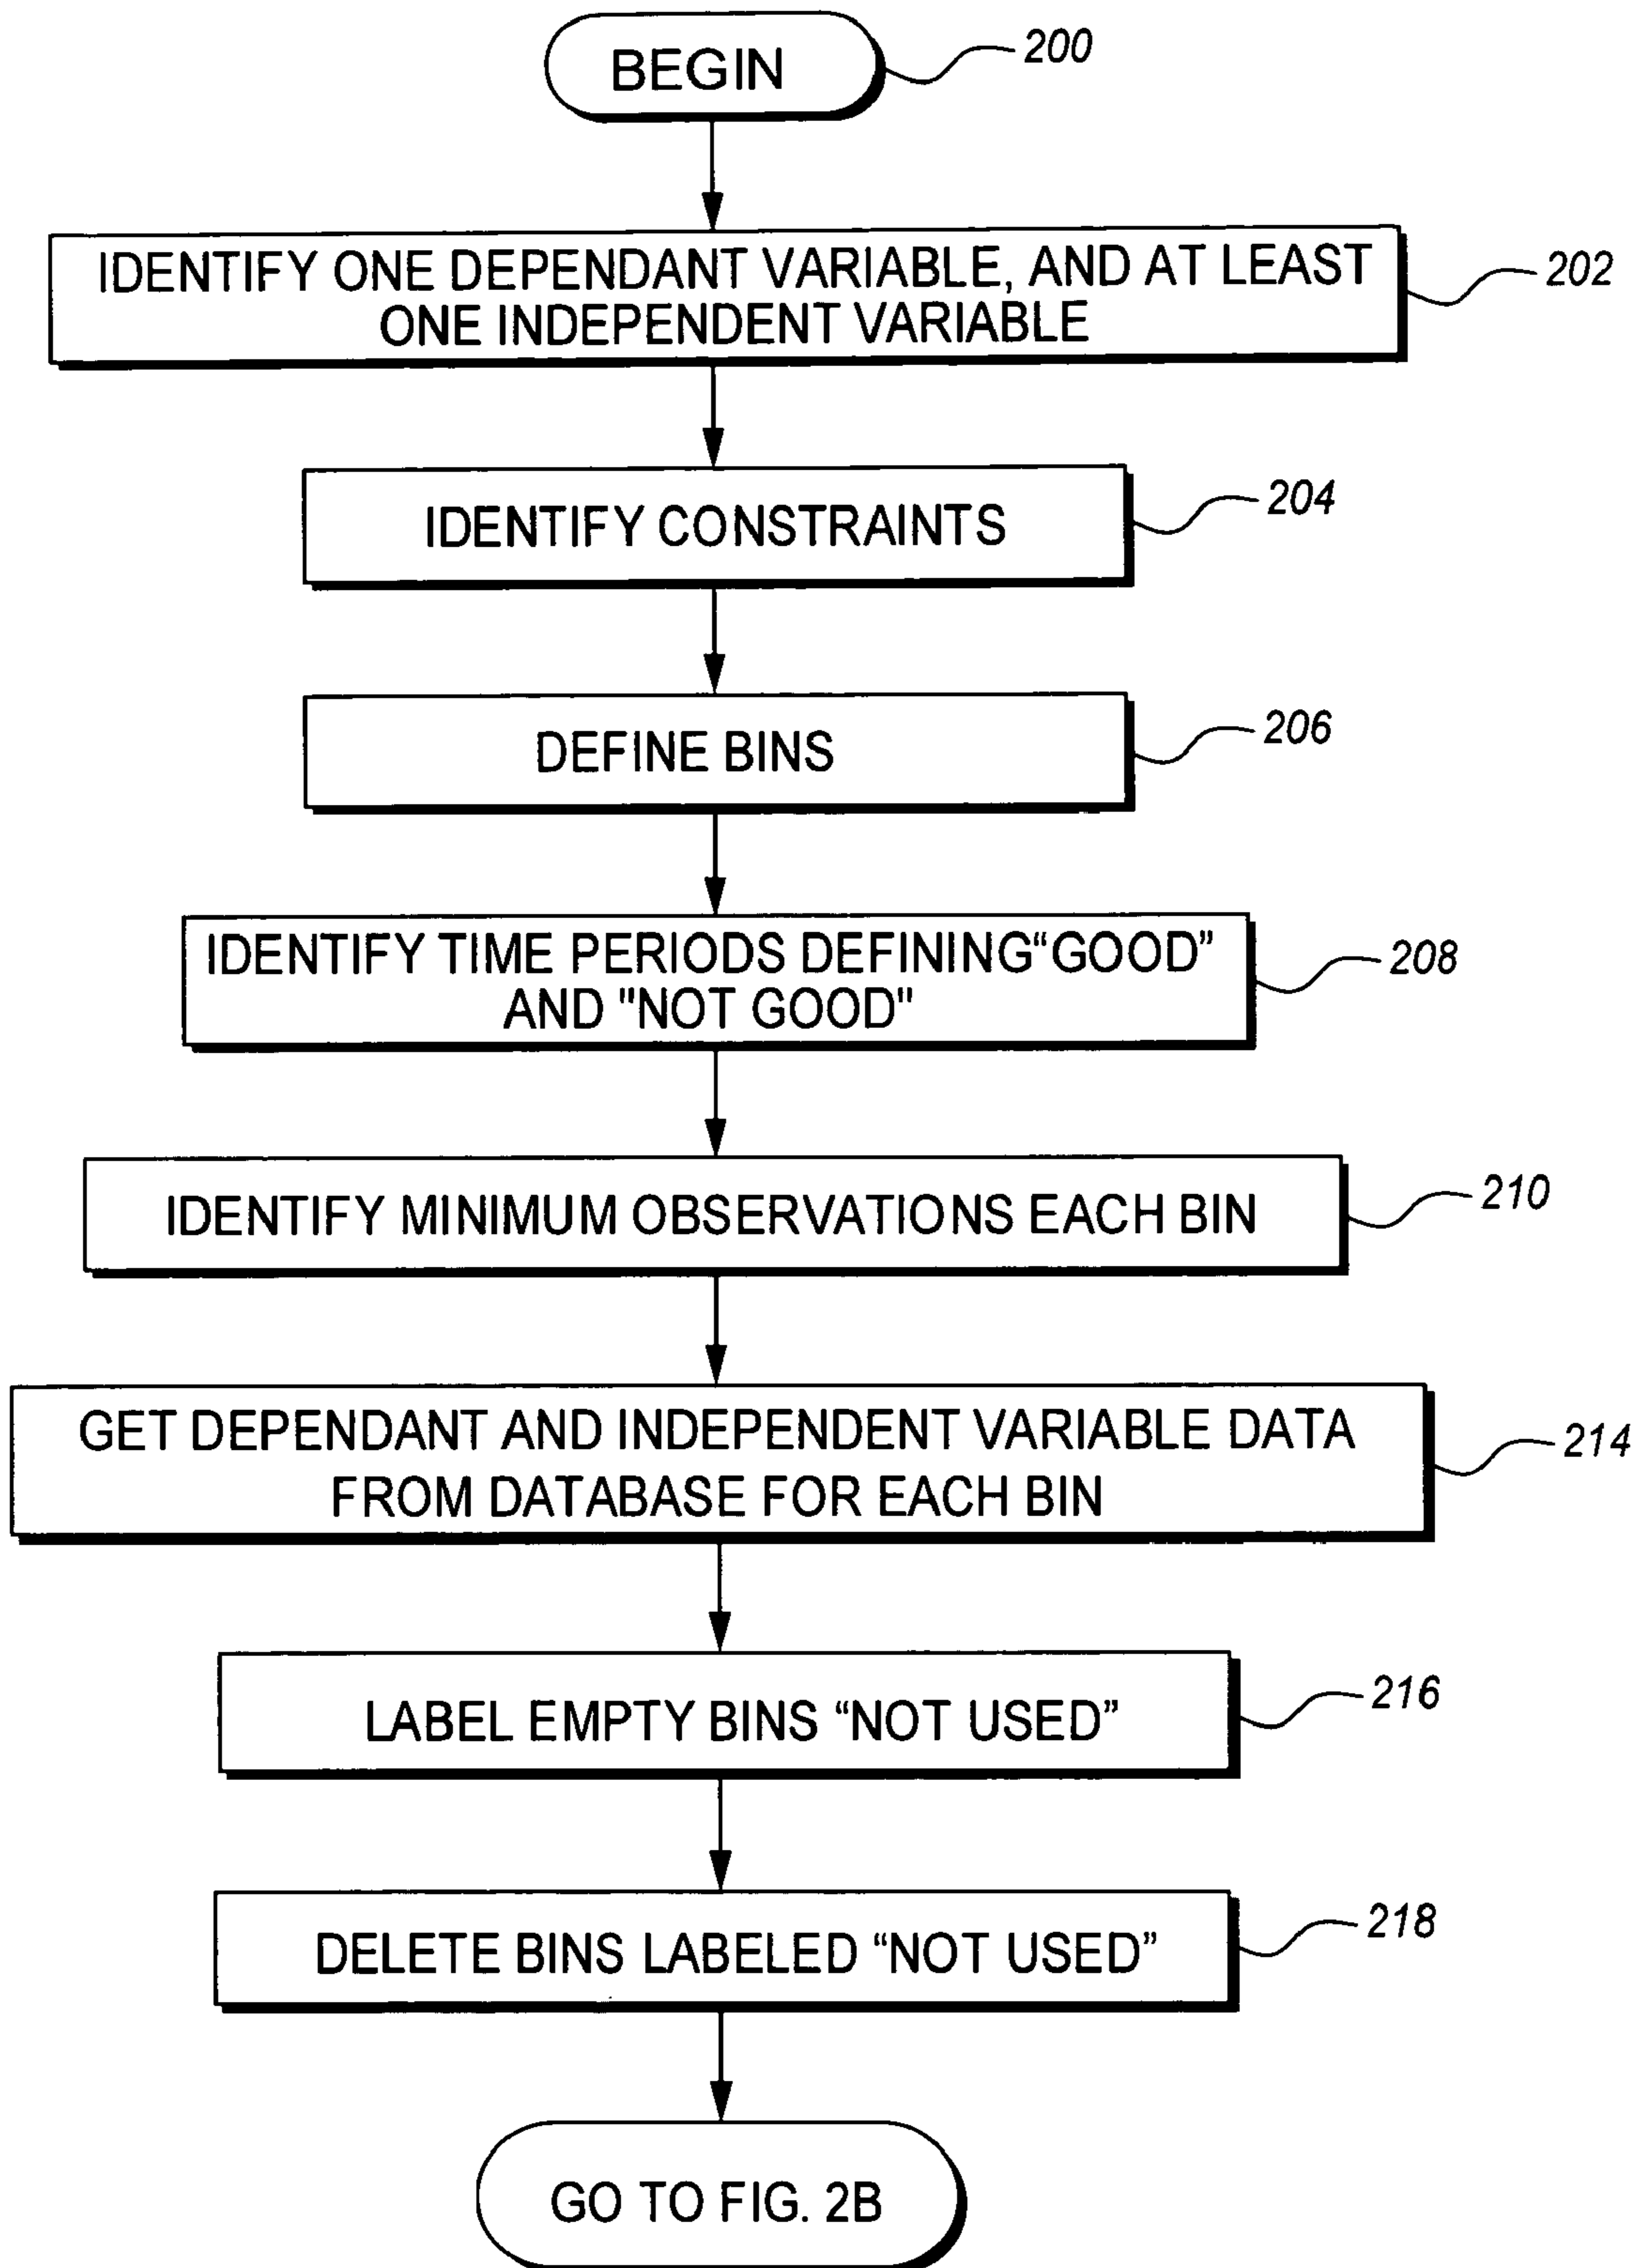 BEGIN
200
IDENTIFY ONE DEPENDANT VARIABLE, AND AT LEAST
ONE INDEPENDENT VARIABLE
202
IDENTIFY CONSTRAINTS
204
DEFINE BINS
206
IDENTIFY TIME PERIODS DEFINING“GOOD”
AND "NOT GOOD"
208
IDENTIFY MINIMUM OBSERVATIONS EACH BIN
210
GET DEPENDANT AND INDEPENDENT VARIABLE DATA
FROM DATABASE FOR EACH BIN
214
LABEL EMPTY BINS “NOT USED”
216
DELETE BINS LABELED “NOT USED”
218
GO TO FIG. 2B